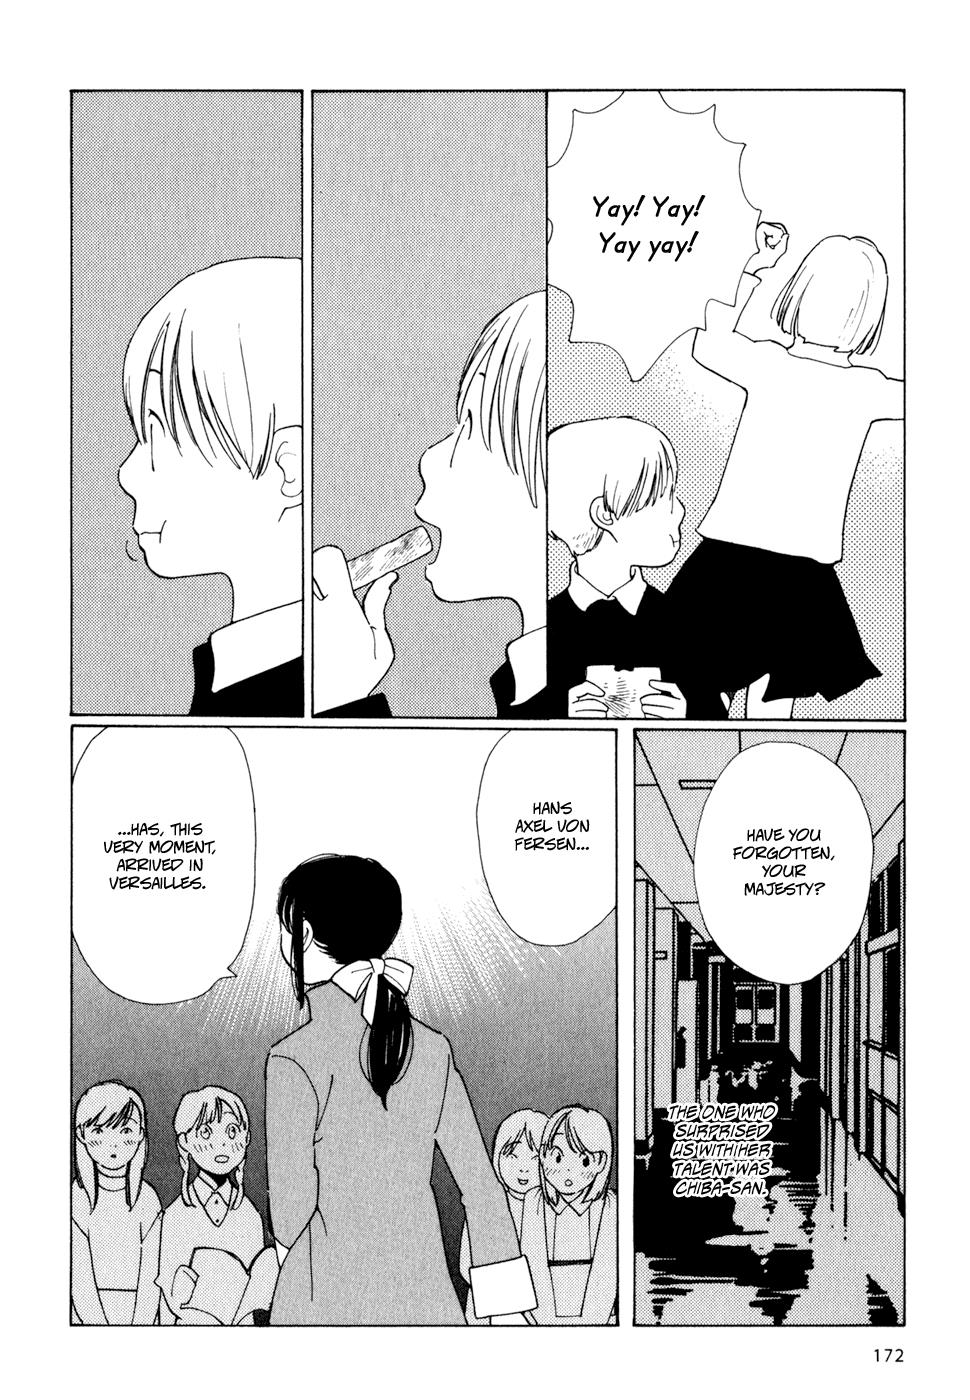 Yay! Yay!
Yay yay!
HAVE YOU
FORGOTTEN,
YOUR
MAJESTY?
THE ONE WHO
SURPRISED
US WITH HER
TALENT WAS
CHIBA-SAN.
HANS
AXEL VON
FERSEN...
...HAS, THIS
VERY MOMENT,
ARRIVED IN
VERSAILLES.
172